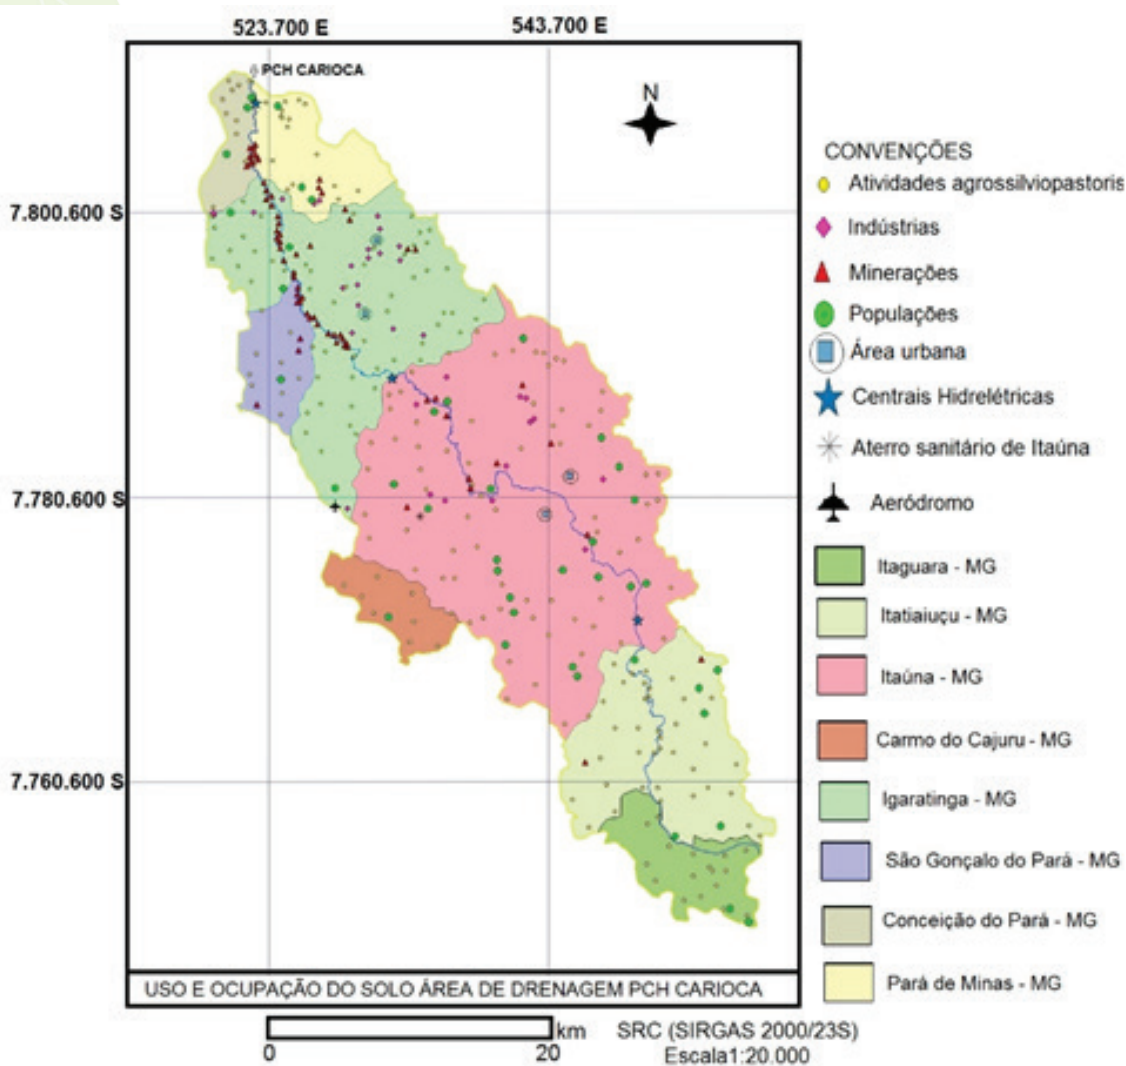 523.700 E
543.700 E
PCH CARIOCA
N
7.800.600 S
7.780.600 S
7.760.600 S
CONVENÇÕES
Atividades agrossilviopastoris
Indústrias
Minerações
Populações
Área urbana
Centrais Hidrelétricas
Aterro sanitário de Itaúna
Aeródromo
Itaguara - MG
Itatiaiuçu - MG
Itaúna - MG
Carmo do Cajuru - MG
Igaratinga - MG
São Gonçalo do Pará - MG
Conceição do Pará - MG
Pará de Minas - MG
USO E OCUPAÇÃO DO SOLO ÁREA DE DRENAGEM PCH CARIOCA
km
0
20
SRC (SIRGAS 2000/23S)
Escala1:20.000